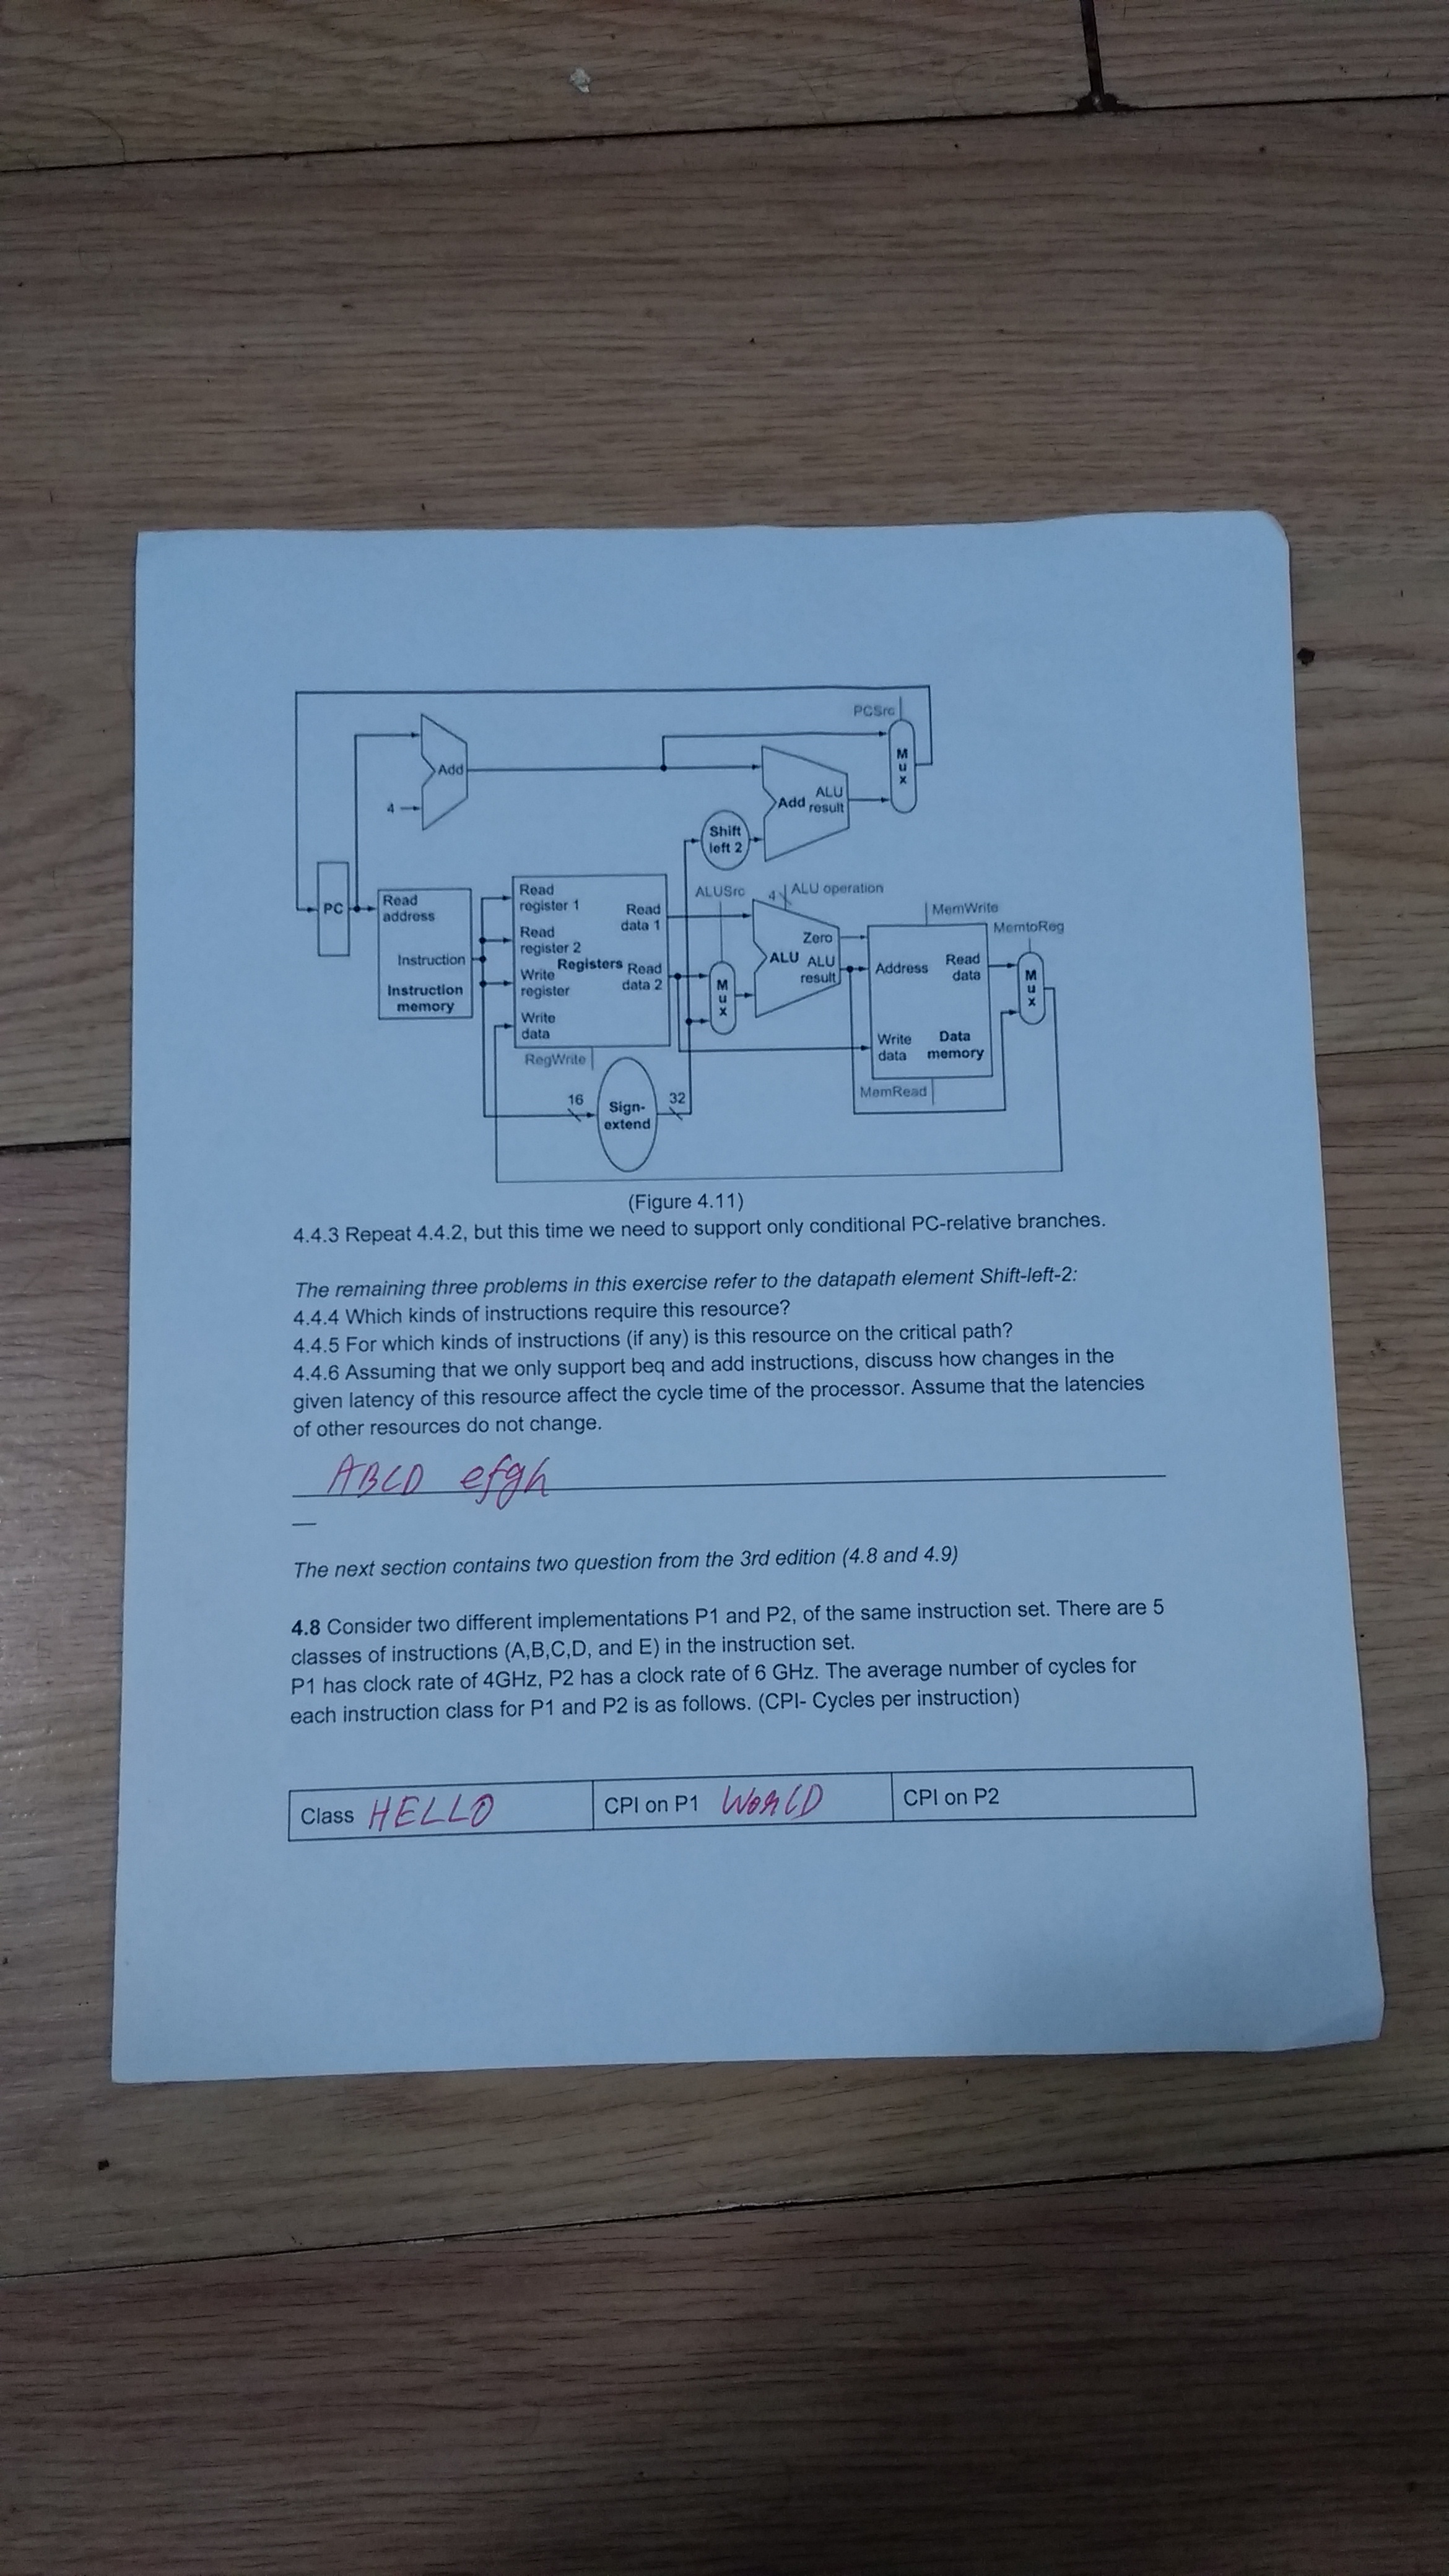 PCSrc
M
u
x
Add
ALU
Add result
4
Shift
left 2
PC
Read
address
Instruction
Instruction
memory
Read
register 1
Read
register 2
Write
register
Write
data
Registers
Read
data 1
Read
data 2
RegWrite
ALUSrc
M
u
x
4
ALU operation
Zero
ALU ALU
result
MemWrite
MemtoReg
Address
Read
data
Write
data
Data
memory
MemRead
M
u
x
16
Sign-
extend
32
(Figure 4.11)
4.4.3 Repeat 4.4.2, but this time we need to support only conditional PC-relative branches.
The remaining three problems in this exercise refer to the datapath element Shift-left-2:
4.4.4 Which kinds of instructions require this resource?
4.4.5 For which kinds of instructions (if any) is this resource on the critical path?
4.4.6 Assuming that we only support beq and add instructions, discuss how changes in the
given latency of this resource affect the cycle time of the processor. Assume that the latencies
of other resources do not change.
ABCD efgh
The next section contains two question from the 3rd edition (4.8 and 4.9)
4.8 Consider two different implementations P1 and P2, of the same instruction set. There are 5
classes of instructions (A,B,C,D, and E) in the instruction set.
P1 has clock rate of 4GHz, P2 has a clock rate of 6 GHz. The average number of cycles for
each instruction class for P1 and P2 is as follows. (CPI- Cycles per instruction)
Class HELLO CPI on P1 WORLD CPI on P2